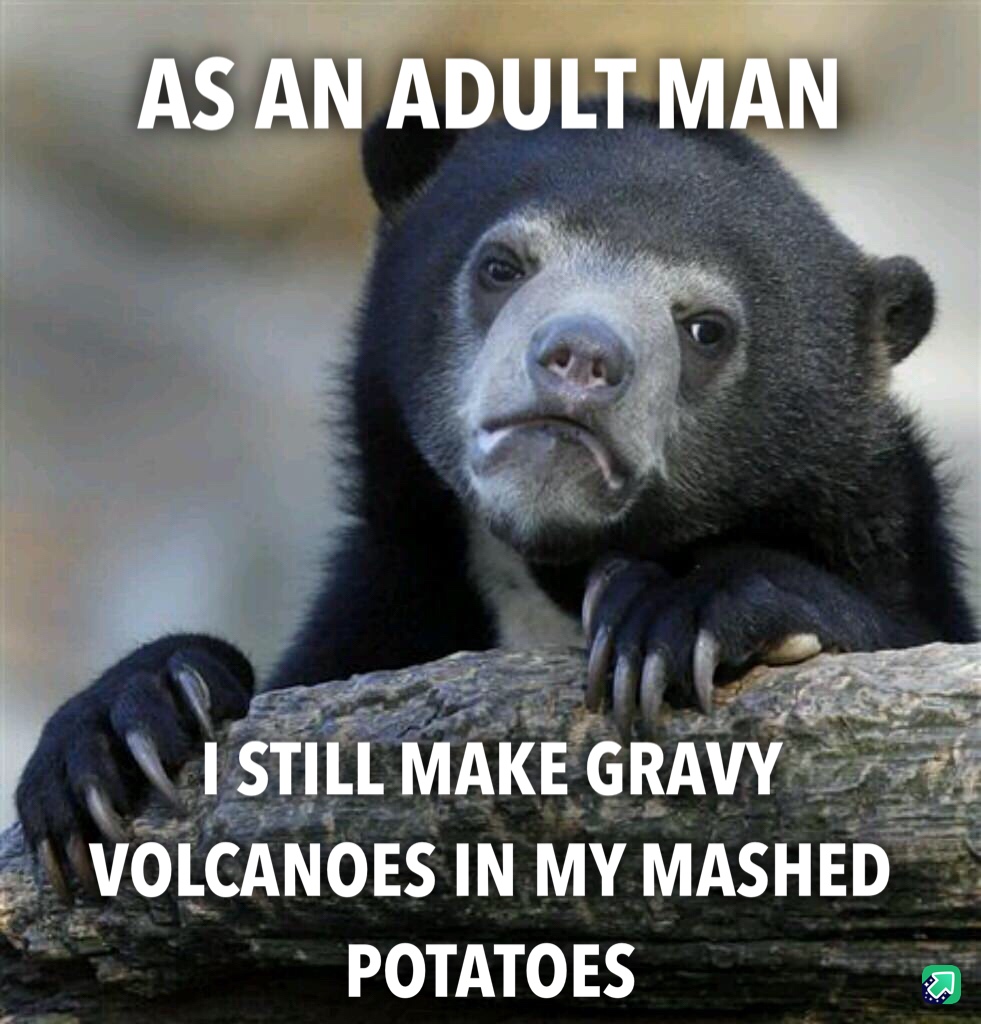 AS AN ADULT MAN
I STILL MAKE GRAVY
VOLCANOES IN MY MASHED
POTATOES